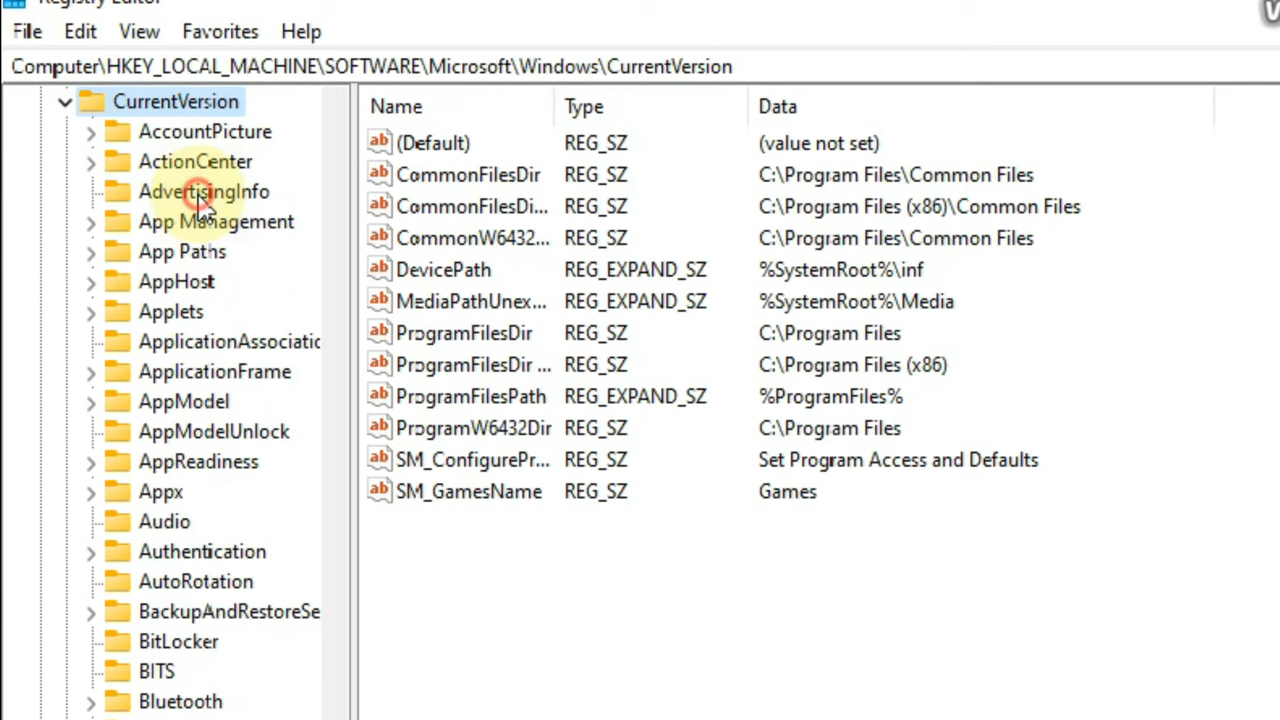 Registry Editor
File Edit View Favorites Help
Computer\HKEY_LOCAL_MACHINE\SOFTWARE\Microsoft\Windows\CurrentVersion
CurrentVersion
AccountPicture
ActionCenter
AdvertisingInfo
App Management
App Paths
AppHost
Applets
ApplicationAssociatic
ApplicationFrame
AppModel
AppModelUnlock
AppReadiness
Appx
Audio
Authentication
AutoRotation
BackupAndRestoreSe
BitLocker
BITS
Bluetooth
Name Type Data
(Default) REG_SZ (value not set)
CommonFilesDir REG_SZ C:\Program Files\Common Files
CommonFilesDi... REG_SZ C:\Program Files (x86)\Common Files
CommonW6432... REG_SZ C:\Program Files\Common Files
DevicePath REG_EXPAND_SZ %SystemRoot%\inf
MediaPathUnex... REG_EXPAND_SZ %SystemRoot%\Media
ProgramFilesDir REG_SZ C:\Program Files
ProgramFilesDir ... REG_SZ C:\Program Files (x86)
ProgramFilesPath REG_EXPAND_SZ %ProgramFiles%
ProgramW6432Dir REG_SZ C:\Program Files
SM_ConfigurePr... REG_SZ Set Program Access and Defaults
SM_GamesName REG_SZ Games